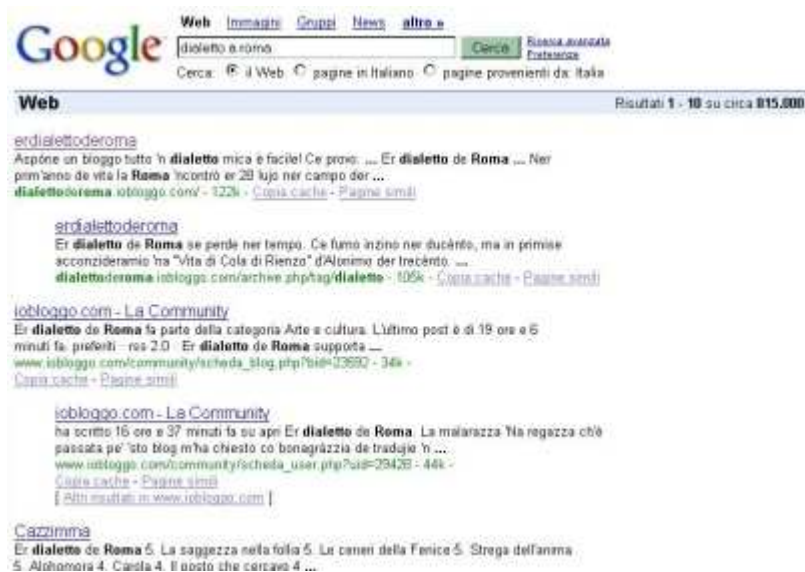 Google
Web Immagini Gruppi News altro »
dialetto a roma Cerca Ricerca avanzata
Preferenze
Cerca: il Web pagine in Italiano pagine provenienti da: Italia
Web Risultati 1 - 10 su circa 815.000
erdialettoderoma
Aspóne un bloggo tutto 'n dialetto mica è facile! Ce provo: ... Er dialetto de Roma ... Ner
prim'anno de vita la Roma 'ncontrò er 28 lujo ner campo der ...
dialettoderoma.iobloggo.com/ - 122k - Copia cache - Pagine simili
erdialettoderoma
Er dialetto de Roma se perde ner tempo. Ce fumo inzino ner ducènto, ma in primise
acconzideramio 'na "Vita di Cola di Rienzo" d'Alonimo der trecènto. ...
dialettoderoma.iobloggo.com/archive.php?tag/dialetto - 105k - Copia cache - Pagine simili
iobloggo.com - La Community
Er dialetto de Roma fa parte della categoria Arte e cultura. L'ultimo post è di 19 ore e 6
minuti fa. preferiti · rss 2.0 · Er dialetto de Roma supporta ...
www.iobloggo.com/community/scheda_blog.php?bid=23692 - 34k -
Copia cache - Pagine simili
iobloggo.com - La Community
ha scritto 16 ore e 37 minuti fa su apri Er dialetto de Roma. La malarazza 'Na regazza ch'è
passata pe' 'sto blog m'ha chiesto co bonagràzzia de tradujie 'n ...
www.iobloggo.com/community/scheda_user.php?uid=29428 - 44k -
Copia cache - Pagine simili
[ Altri risultati in www.iobloggo.com ]
Cazzimma
Er dialetto de Roma 5. La saggezza nella follia 5. Le ceneri della Fenice 5. Strega dell'anima
5. Alphomora 4. Carola 4. Il posto che cercavo 4 ...